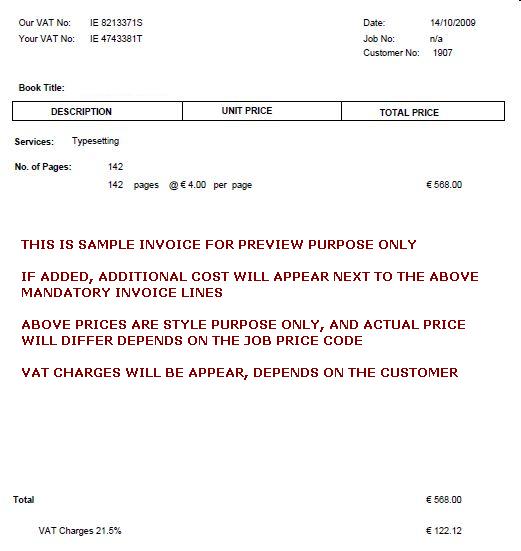 Our VAT No: IE 8213371S Date: 14/10/2009
Your VAT No: IE 4743381T Job No: n/a
Customer No: 1907
Book Title:
DESCRIPTION UNIT PRICE TOTAL PRICE
Services: Typesetting
No. of Pages: 142
142 pages @ € 4.00 per page € 568.00
THIS IS SAMPLE INVOICE FOR PREVIEW PURPOSE ONLY
IF ADDED, ADDITIONAL COST WILL APPEAR NEXT TO THE ABOVE
MANDATORY INVOICE LINES
ABOVE PRICES ARE STYLE PURPOSE ONLY, AND ACTUAL PRICE
WILL DIFFER DEPENDS ON THE JOB PRICE CODE
VAT CHARGES WILL BE APPEAR, DEPENDS ON THE CUSTOMER
Total € 568.00
VAT Charges 21.5% € 122.12